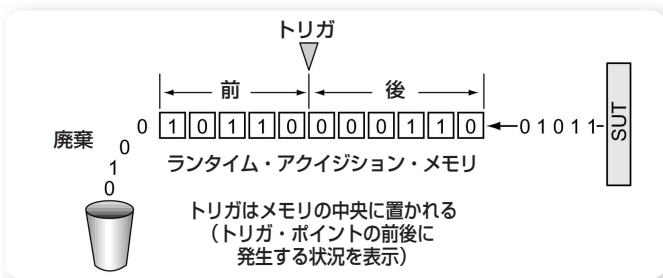 トリガ
前 後
0 1 0 1 1 0 0 0 0 1 1 0 0 1 0 1 1 SUT
廃棄
0
1
0
ランタイム・アクイジション・メモリ
トリガはメモリの中央に置かれる
(トリガ・ポイントの前後に
発生する状況を表示)